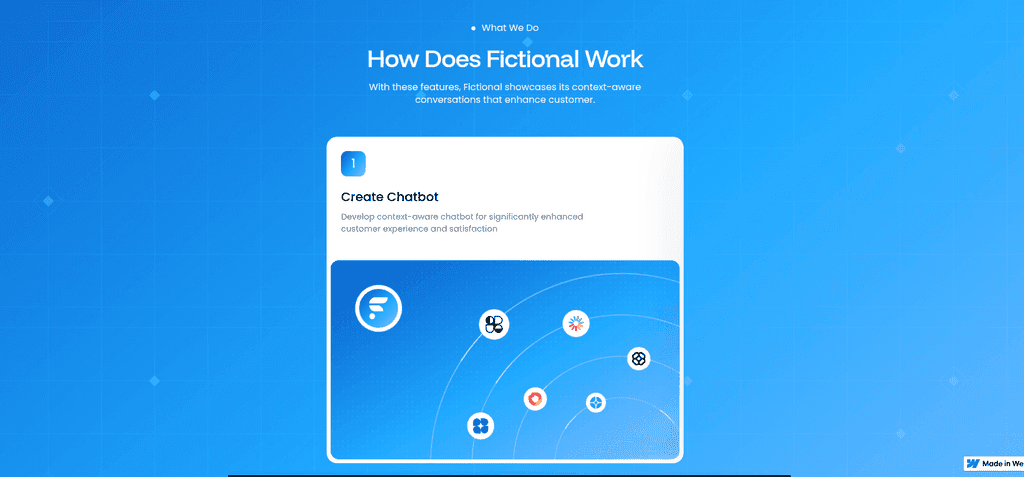 What We Do
How Does Fictional Work
With these features, Fictional showcases its context-aware
conversations that enhance customer.
1
Create Chatbot
Develop context-aware chatbot for significantly enhanced
customer experience and satisfaction
Made in We